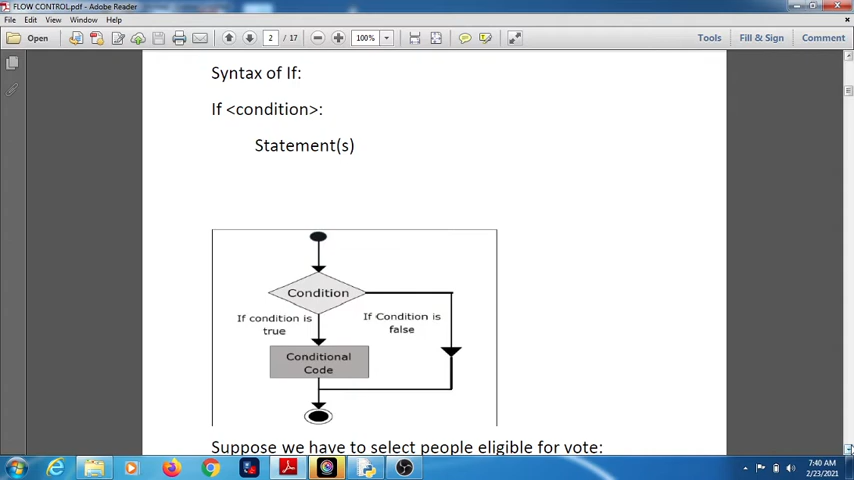 FLOW CONTROL.pdf - Adobe Reader
File Edit View Window Help
Open 2 / 17 100% Tools Fill & Sign Comment
Syntax of If:
If <condition>:
Statement(s)
Condition
If condition is
true
If Condition is
false
Conditional
Code
Suppose we have to select people eligible for vote:
7:40 AM
2/23/2021